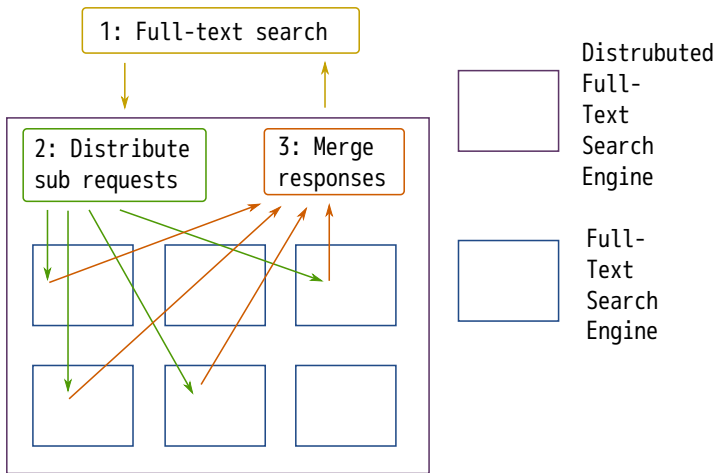 1: Full-text search
2: Distribute
sub requests
3: Merge
responses
Distrubuted
Full-
Text
Search
Engine
Full-
Text
Search
Engine